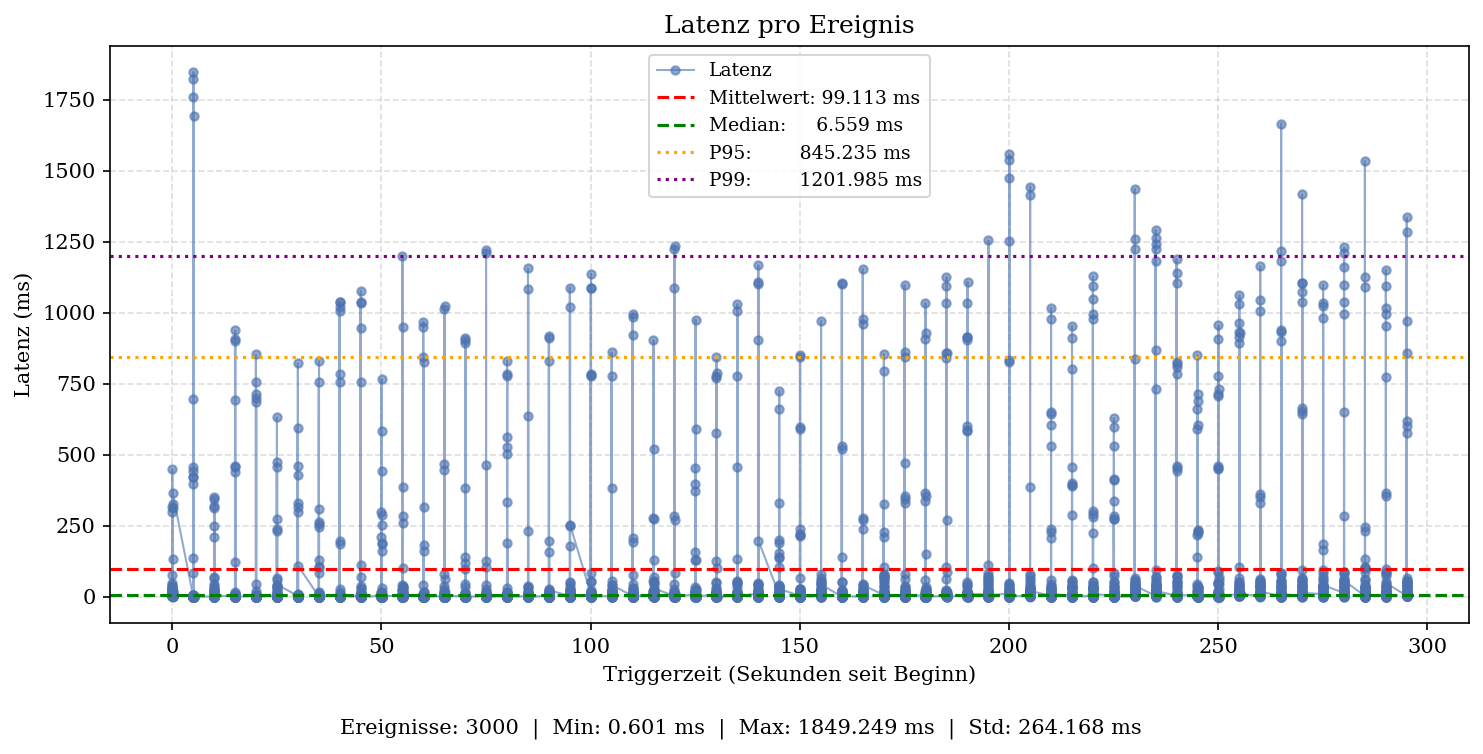 Latenz pro Ereignis
Latenz
Mittelwert: 99.113 ms
Median: 6.559 ms
P95: 845.235 ms
P99: 1201.985 ms
Latenz (ms)
1750
1500
1250
1000
750
500
250
0
0 50 100 150 200 250 300
Triggerzeit (Sekunden seit Beginn)
Ereignisse: 3000 | Min: 0.601 ms | Max: 1849.249 ms | Std: 264.168 ms